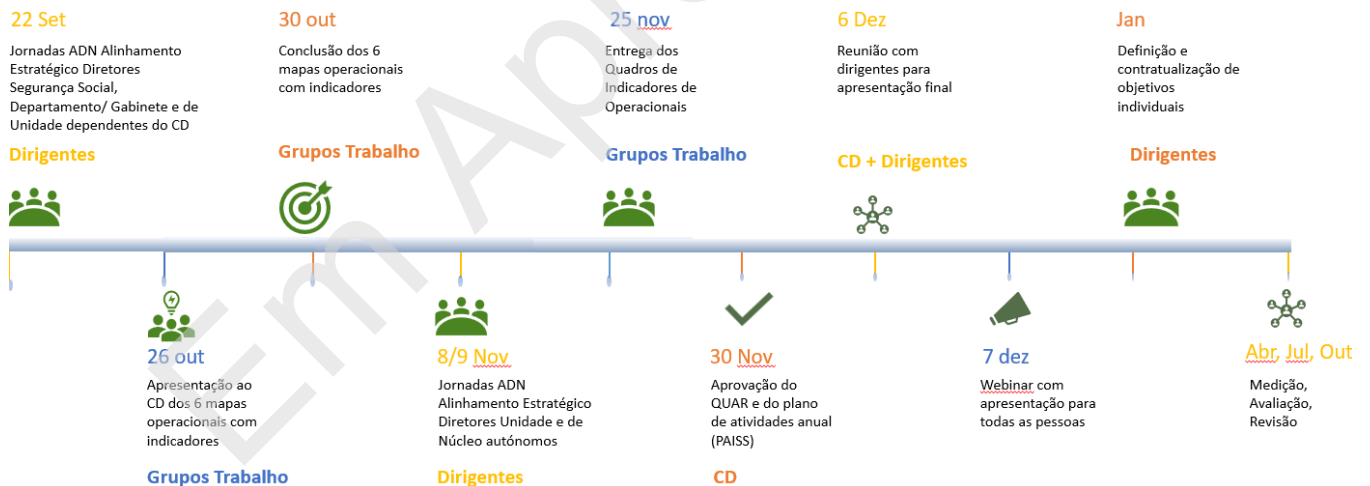 22 Set
Jornadas ADN Alinhamento
Estratégico Diretores
Segurança Social,
Departamento/ Gabinete e de
Unidade dependentes do CD
Dirigentes
30 out
Conclusão dos 6
mapas operacionais
com indicadores
Grupos Trabalho
25 nov
Entrega dos
Quadros de
Indicadores de
Operacionais
Grupos Trabalho
6 Dez
Reunião com
dirigentes para
apresentação final
CD + Dirigentes
Jan
Definição e
contratualização de
objetivos
individuais
Dirigentes
26 out
Apresentação ao
CD dos 6 mapas
operacionais com
indicadores
Grupos Trabalho
8/9 Nov
Jornadas ADN
Alinhamento Estratégico
Diretores Unidade e de
Núcleo autónomos
Dirigentes
30 Nov
Aprovação do
QUAR e do plano
de atividades anual
(PAISS)
CD
7 dez
Webinar com
apresentação para
todas as pessoas
Abr, Jul, Out
Medição,
Avaliação,
Revisão